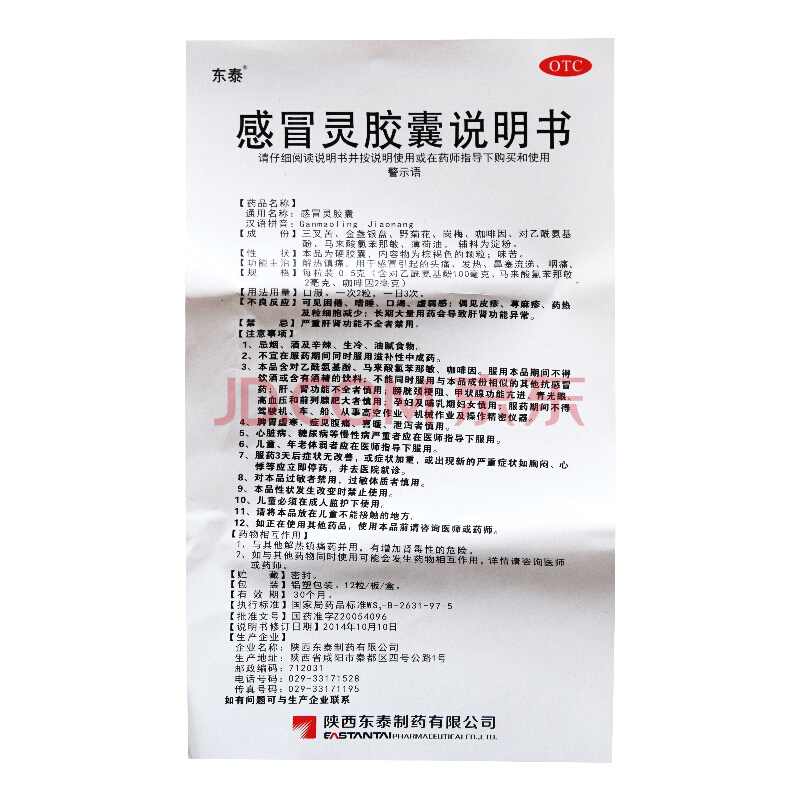 东泰®
OTC
感冒灵胶囊说明书
请仔细阅读说明书并按说明使用或在药师指导下购买和使用
警示语
【药品名称】
通用名称：感冒灵胶囊
汉语拼音：Ganmaoling Jiaonang
【成 份】三叉苦、金盏银盘、野菊花、岗梅、咖啡因、对乙酰氨基
酚、马来酸氯苯那敏、薄荷油。辅料为淀粉。
【性 状】本品为硬胶囊，内容物为棕褐色的颗粒；味苦。
【功能主治】解热镇痛。用于感冒引起的头痛，发热，鼻塞流涕，咽痛。
【规 格】每粒装0.5克（含对乙酰氨基酚100毫克、马来酸氯苯那敏
2毫克、咖啡因2毫克）
【用法用量】口服。一次2粒，一日3次。
【不良反应】可见困倦、嗜睡、口渴、虚弱感；偶见皮疹、荨麻疹、药热
及粒细胞减少；长期大量用药会导致肝肾功能异常。
【禁 忌】严重肝肾功能不全者禁用。
【注意事项】
1、忌烟、酒及辛辣、生冷、油腻食物。
2、不宜在服药期间同时服用滋补性中成药。
3、本品含对乙酰氨基酚、马来酸氯苯那敏、咖啡因。服用本品期间不得
饮酒或含有酒精的饮料；不能同时服用与本品成份相似的其他抗感冒
药；肝、肾功能不全者慎用；膀胱颈梗阻、甲状腺功能亢进、青光眼、
高血压和前列腺肥大者慎用；孕妇及哺乳期妇女慎用；服药期间不得
驾驶机、车、船、从事高空作业、机械作业及操作精密仪器。
4、脾胃虚寒，症见腹痛、喜暖、泄泻者慎用。
5、心脏病、糖尿病等慢性病严重者应在医师指导下服用。
6、儿童、年老体弱者应在医师指导下服用。
7、服药3天后症状无改善，或症状加重，或出现新的严重症状如胸闷、心
悸等应立即停药，并去医院就诊。
8、对本品过敏者禁用，过敏体质者慎用。
9、本品性状发生改变时禁止使用。
10、儿童必须在成人监护下使用。
11、请将本品放在儿童不能接触的地方。
12、如正在使用其他药品，使用本品前请咨询医师或药师。
【药物相互作用】
1、与其他解热镇痛药并用，有增加肾毒性的危险。
2、如与其他药物同时使用可能会发生药物相互作用，详情请咨询医师
或药师。
【贮 藏】密封。
【包 装】铝塑包装，12粒/板/盒。
【有 效 期】30个月。
【执行标准】国家局药品标准WS₃-B-2631-97-5
【批准文号】国药准字Z20054096
【说明书修订日期】2014年10月10日
【生产企业】
企业名称：陕西东泰制药有限公司
生产地址：陕西省咸阳市秦都区四号公路1号
邮政编码：712031
电话号码：029-33171528
传真号码：029-33171195
如有问题可与生产企业联系
陕西东泰制药有限公司
EASTANTAI PHARMACEUTICAL CO.,LTD.
JD.COM 京东